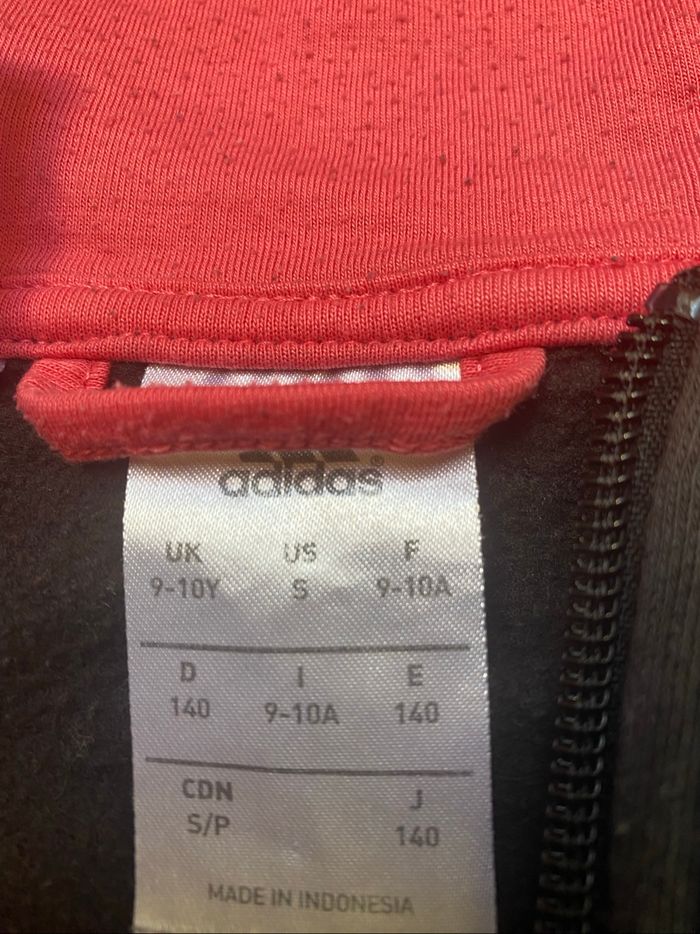 adidas
UK US F
9-10Y S 9-10A
D I E
140 9-10A 140
CDN J
S/P 140
MADE IN INDONESIA